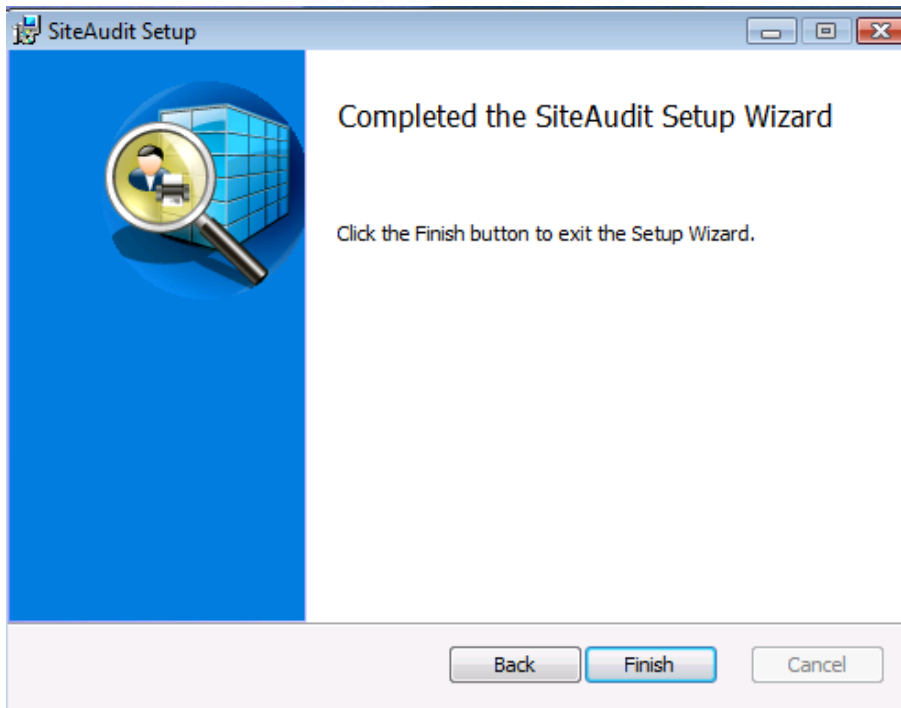 SiteAudit Setup
Completed the SiteAudit Setup Wizard
Click the Finish button to exit the Setup Wizard.
Back
Finish
Cancel